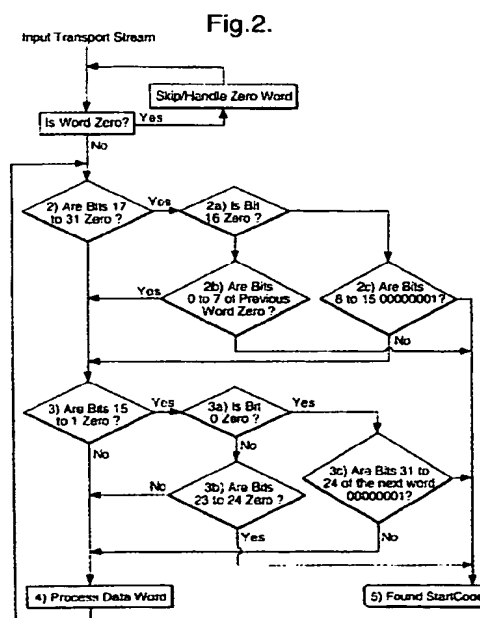 Fig.2.
Input Transport Stream
Skip/Handle Zero Word
Is Word Zero?
Yes
No
2) Are Bits 17
to 31 Zero ?
Yes
2a) Is Bit
16 Zero ?
Yes
2b) Are Bits
0 to 7 of Previous
Word Zero ?
2c) Are Bits
8 to 15 00000001?
No
3) Are Bits 15
to 1 Zero ?
Yes
3a) Is Bit
0 Zero ?
Yes
No
No
No
3b) Are Bits
23 to 24 Zero ?
3c) Are Bits 31 to
24 of the next word
00000001?
Yes
No
4) Process Data Word
5) Found StartCode